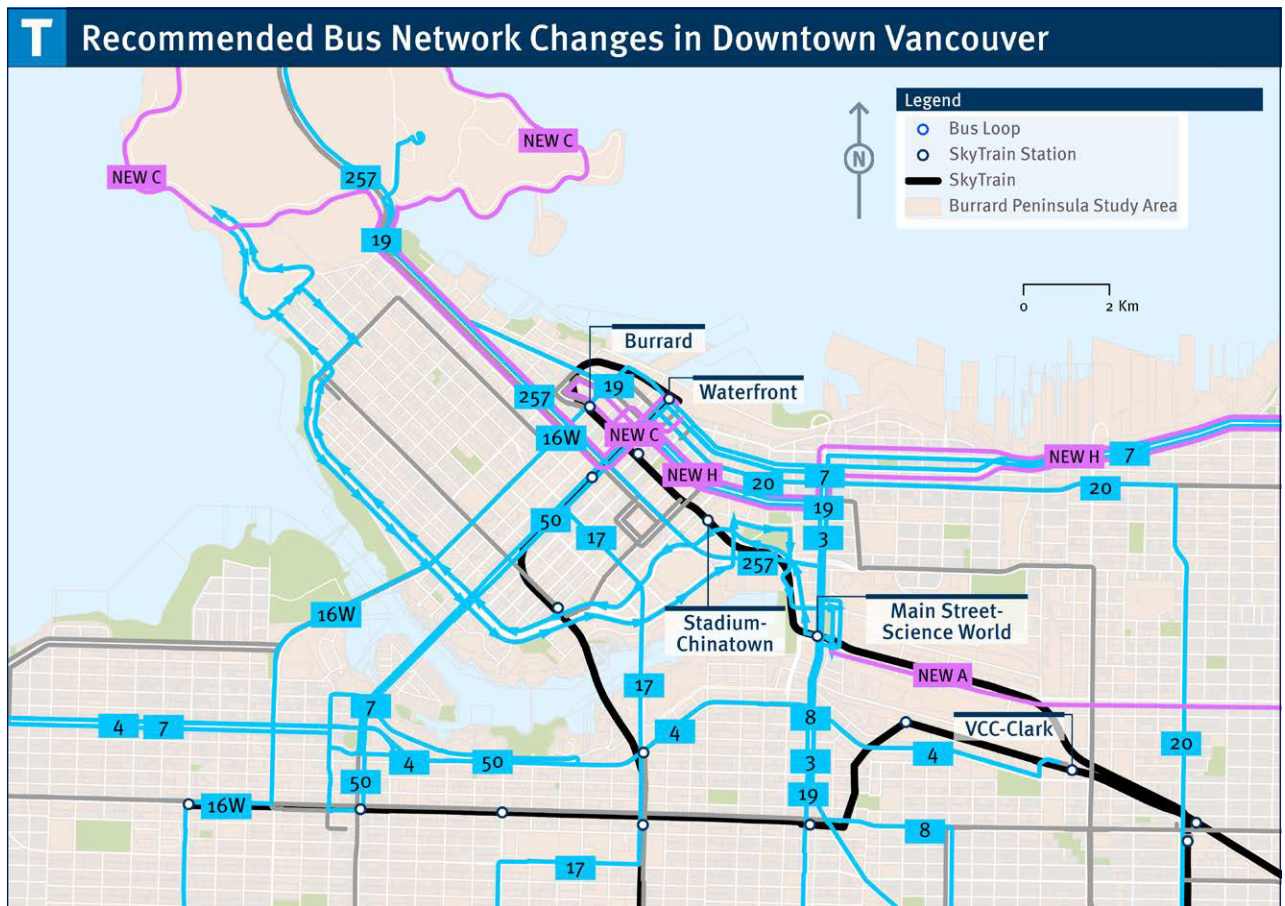 T Recommended Bus Network Changes in Downtown Vancouver
Legend
Bus Loop
SkyTrain Station
SkyTrain
Burrard Peninsula Study Area
N
0 2 Km
NEW C
NEW C
257
19
Burrard
Waterfront
19
257
16W
NEW C
NEW H
7
NEW H
20
7
20
19
50
17
3
257
Stadium-
Chinatown
Main Street-
Science World
16W
NEW A
17
7
8
4
4
7
VCC-Clark
20
4
50
4
50
3
16W
19
8
17